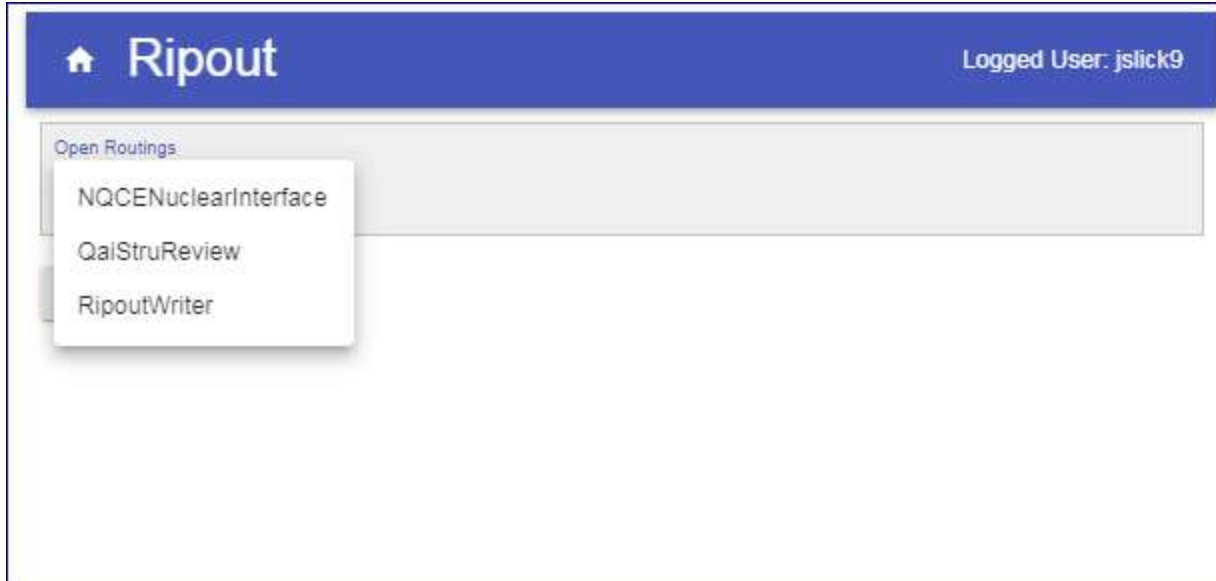 Ripout
Logged User: jslick9
Open Routings
NQCENuclearInterface
QaiStruReview
RipoutWriter